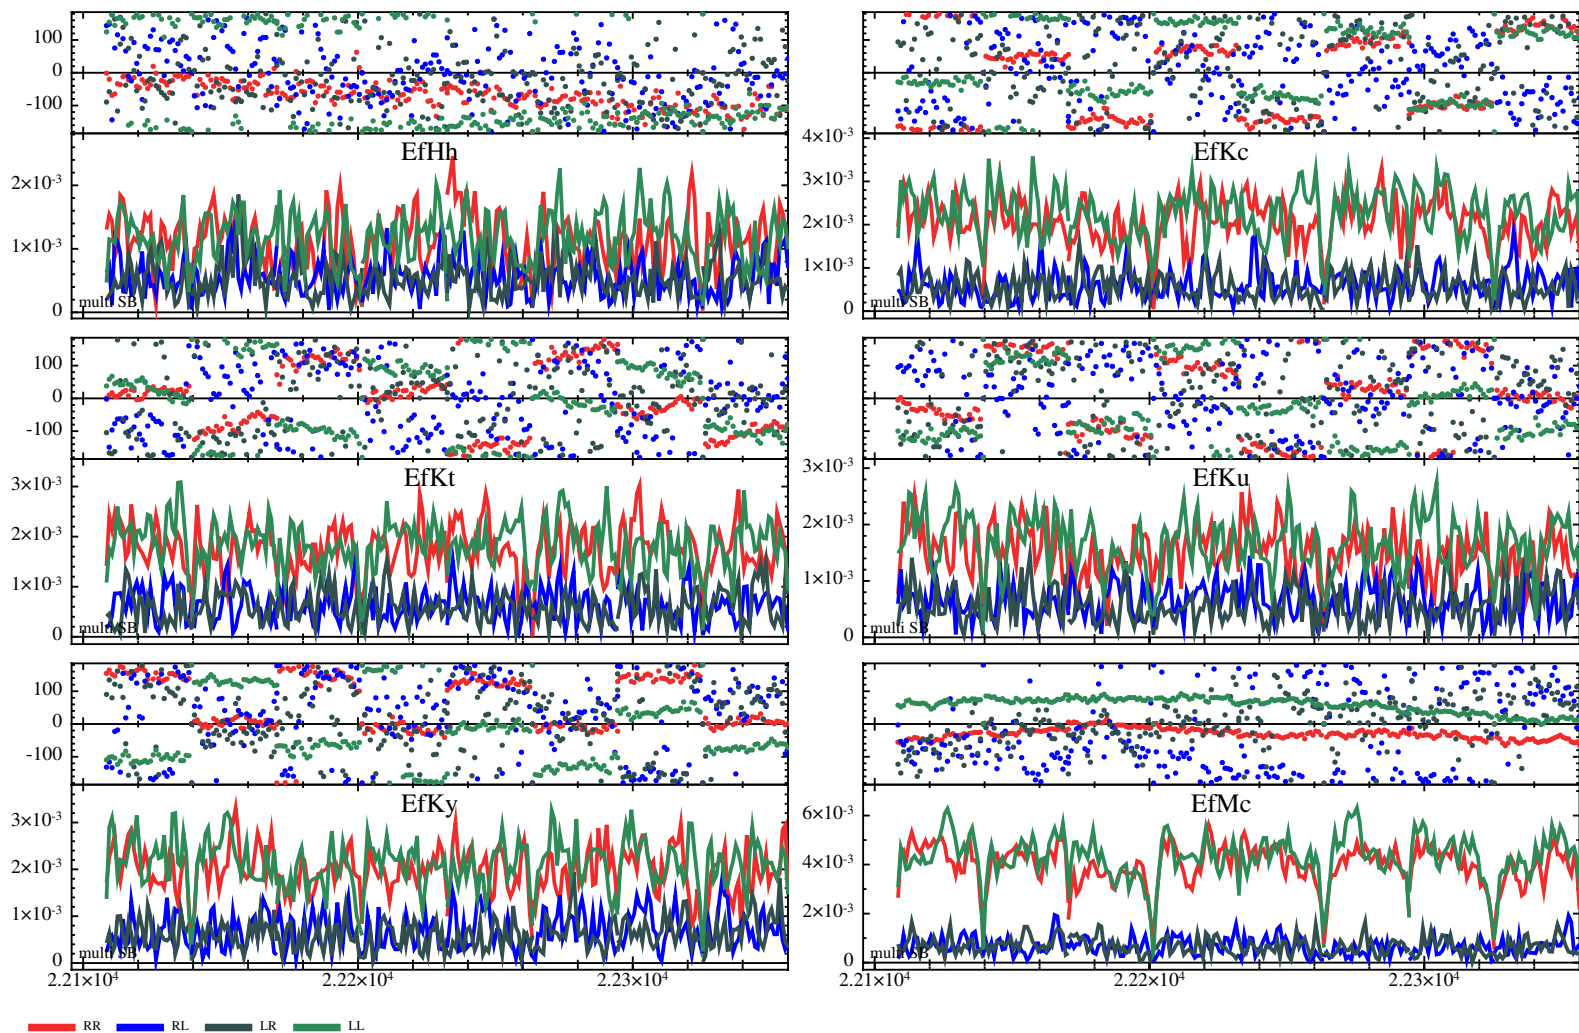 100
0
-100
EfHh
2×10⁻³
1×10⁻³
0
multi SB
EfKc
4×10⁻³
3×10⁻³
2×10⁻³
1×10⁻³
0
multi SB
100
0
-100
EfKt
3×10⁻³
2×10⁻³
1×10⁻³
0
multi SB
EfKu
3×10⁻³
2×10⁻³
1×10⁻³
0
multi SB
100
0
-100
EfKy
3×10⁻³
2×10⁻³
1×10⁻³
0
multi SB
2.21×10⁴ 2.22×10⁴ 2.23×10⁴
EfMc
6×10⁻³
4×10⁻³
2×10⁻³
0
multi SB
2.21×10⁴ 2.22×10⁴ 2.23×10⁴
RR RL LR LL